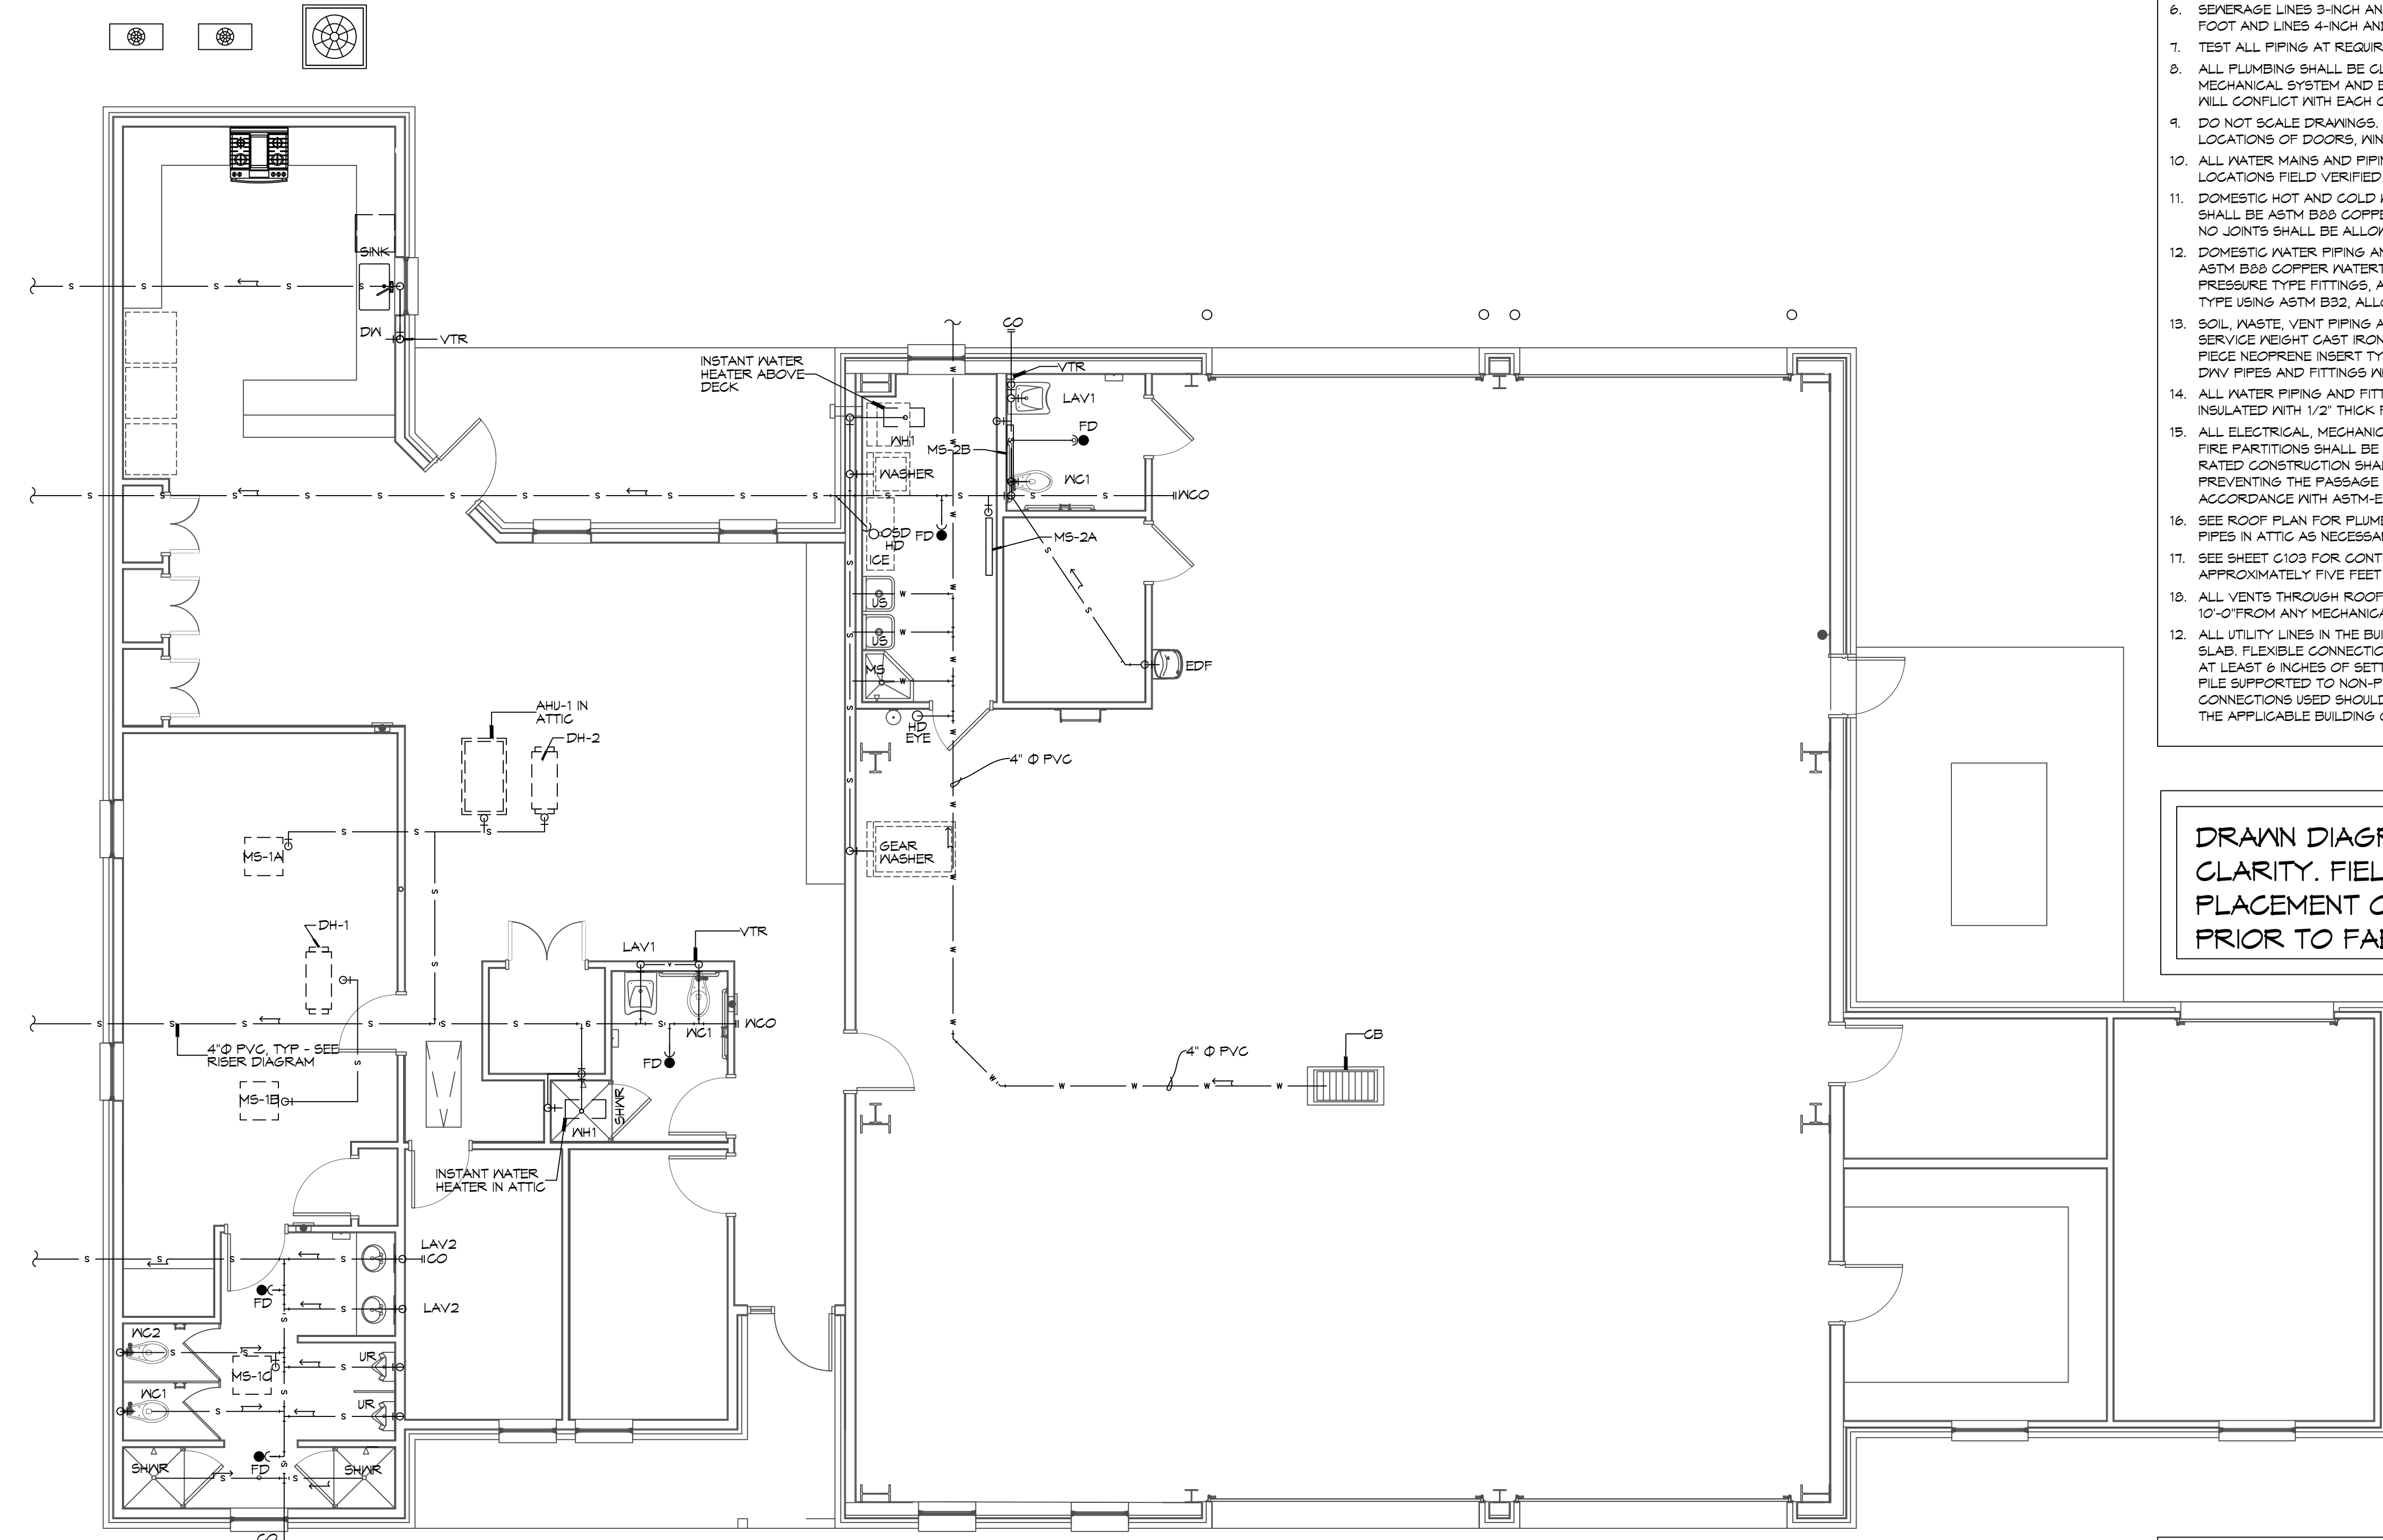 6. SEWERAGE LINES 3-INCH AN
FOOT AND LINES 4-INCH AN
7. TEST ALL PIPING AT REQUIR
8. ALL PLUMBING SHALL BE CL
MECHANICAL SYSTEM AND E
WILL CONFLICT WITH EACH O
9. DO NOT SCALE DRAWINGS.
LOCATIONS OF DOORS, WIN
10. ALL WATER MAINS AND PIPIN
LOCATIONS FIELD VERIFIED
11. DOMESTIC HOT AND COLD W
SHALL BE ASTM B88 COPPE
NO JOINTS SHALL BE ALLOW
12. DOMESTIC WATER PIPING AN
ASTM B88 COPPER WATERT
PRESSURE TYPE FITTINGS, A
TYPE USING ASTM B32, ALLO
13. SOIL, WASTE, VENT PIPING A
SERVICE WEIGHT CAST IRON
PIECE NEOPRENE INSERT TY
DWV PIPES AND FITTINGS WH
14. ALL WATER PIPING AND FITT
INSULATED WITH 1/2" THICK F
15. ALL ELECTRICAL, MECHANIC
FIRE PARTITIONS SHALL BE
RATED CONSTRUCTION SHAL
PREVENTING THE PASSAGE
ACCORDANCE WITH ASTM-E
16. SEE ROOF PLAN FOR PLUMB
PIPES IN ATTIC AS NECESSA
17. SEE SHEET C103 FOR CONT
APPROXIMATELY FIVE FEET
18. ALL VENTS THROUGH ROOF
10'-0"FROM ANY MECHANICA
12. ALL UTILITY LINES IN THE BUI
SLAB. FLEXIBLE CONNECTIO
AT LEAST 6 INCHES OF SETT
PILE SUPPORTED TO NON-P
CONNECTIONS USED SHOULD
THE APPLICABLE BUILDING C
DRAWN DIAGR
CLARITY. FIEL
PLACEMENT O
PRIOR TO FAB
SINK
DW
VTR
INSTANT WATER
HEATER ABOVE
DECK
CO
VTR
LAV1
FD
WH1
MS-2B
WASHER
WC1
WCO
OSD
HD
FD
ICE
MS-2A
US
US
MS
EDF
HD
EYE
AHU-1 IN
ATTIC
DH-2
4" Φ PVC
MS-1A
GEAR
WASHER
DH-1
LAV1
VTR
WC1
WCO
FD
4"Φ PVC, TYP - SEE
RISER DIAGRAM
4" Φ PVC
CB
MS-1B
SHWR
WH1
INSTANT WATER
HEATER IN ATTIC
LAV2
CO
FD
LAV2
WC2
UR
MS-1C
WC1
UR
SHWR
FD
SHWR
CO